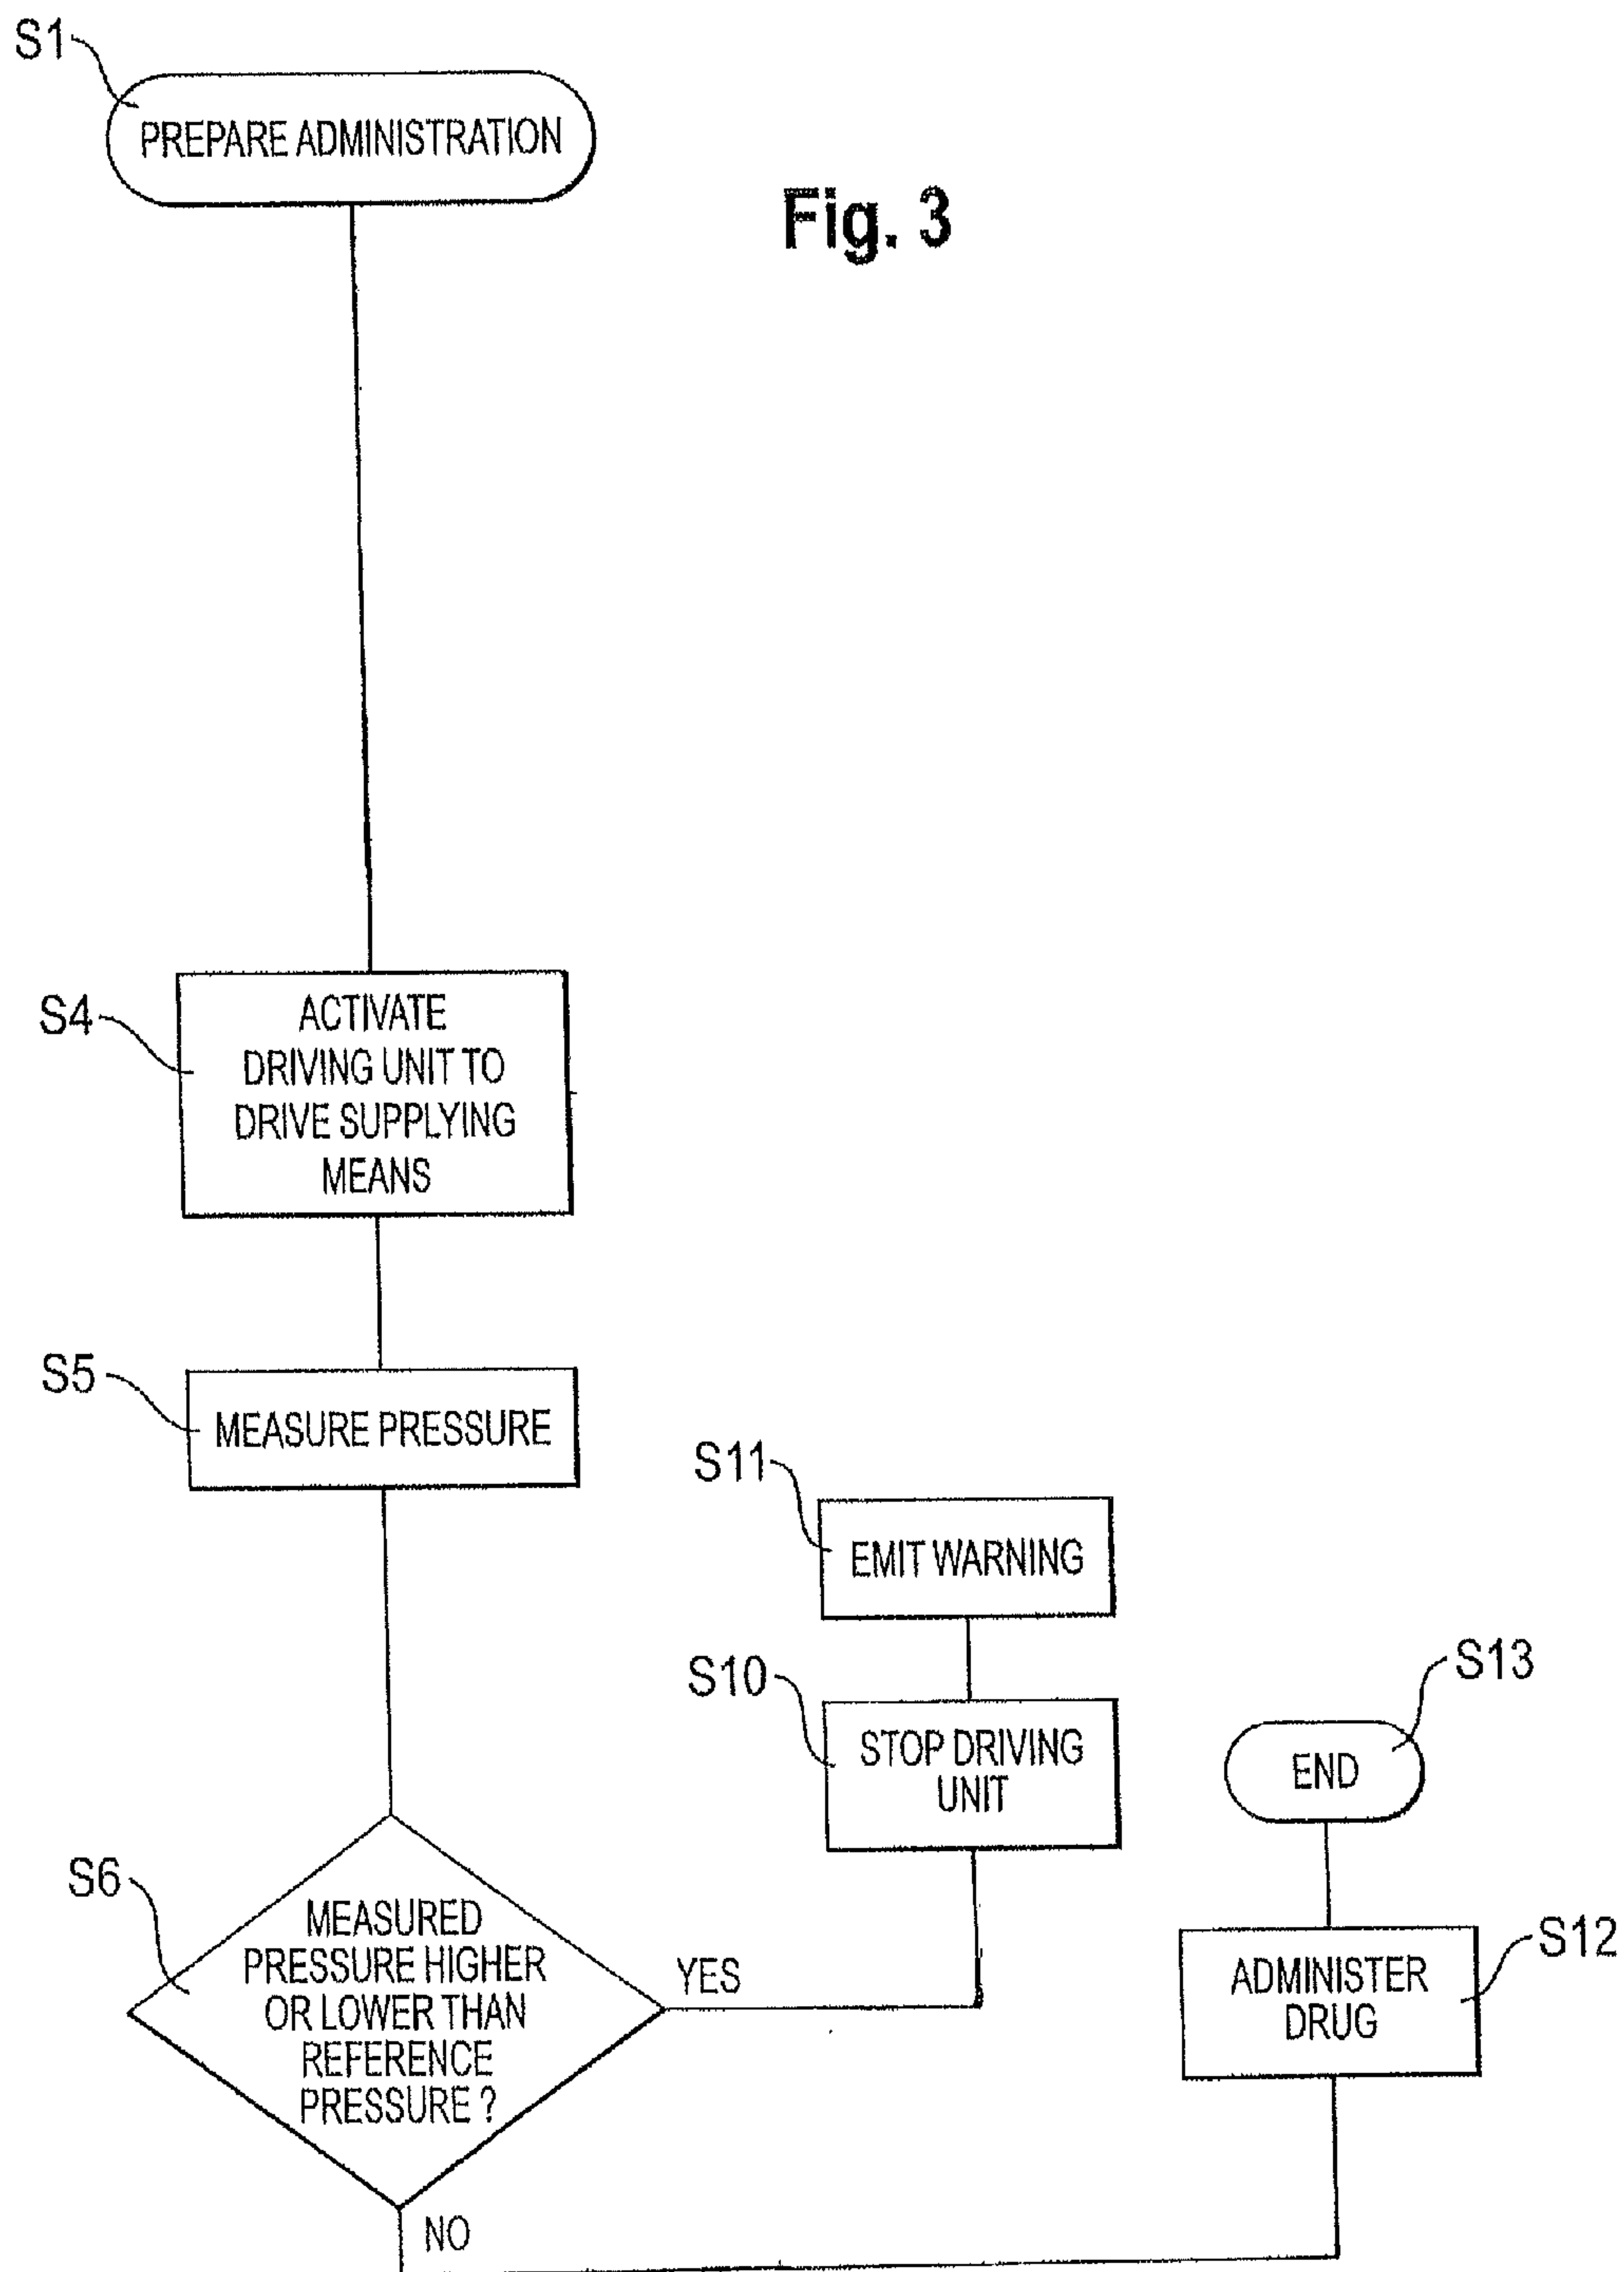 S1
PREPARE ADMINISTRATION
Fig. 3
S4
ACTIVATE
DRIVING UNIT TO
DRIVE SUPPLYING
MEANS
S5
MEASURE PRESSURE
S11
EMIT WARNING
S10
STOP DRIVING
UNIT
S13
END
S6
MEASURED
PRESSURE HIGHER
OR LOWER THAN
REFERENCE
PRESSURE ?
YES
S12
ADMINISTER
DRUG
NO